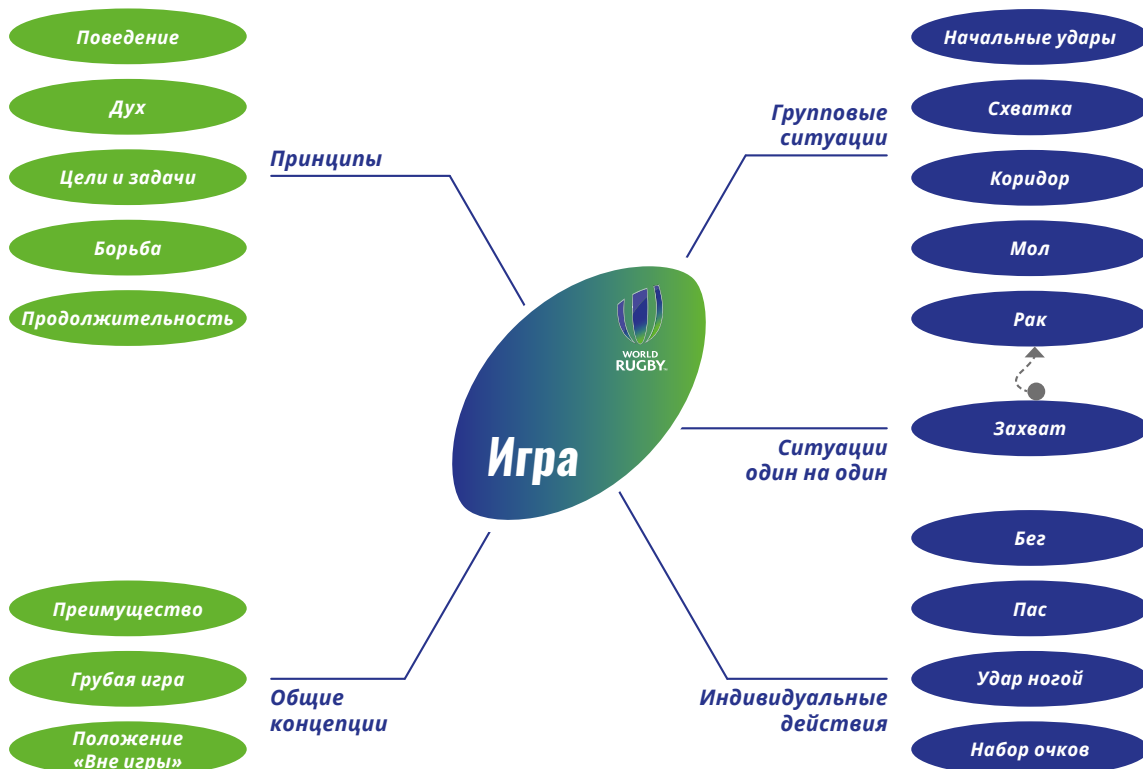 Поведение
Дух
Цели и задачи
Борьба
Продолжительность
Принципы
Групповые
ситуации
Начальные удары
Схватка
Коридор
Мол
Рак
WORLD
RUGBY™
Игра
Ситуации
один на один
Захват
Преимущество
Грубая игра
Положение
«Вне игры»
Общие
концепции
Индивидуальные
действия
Бег
Пас
Удар ногой
Набор очков